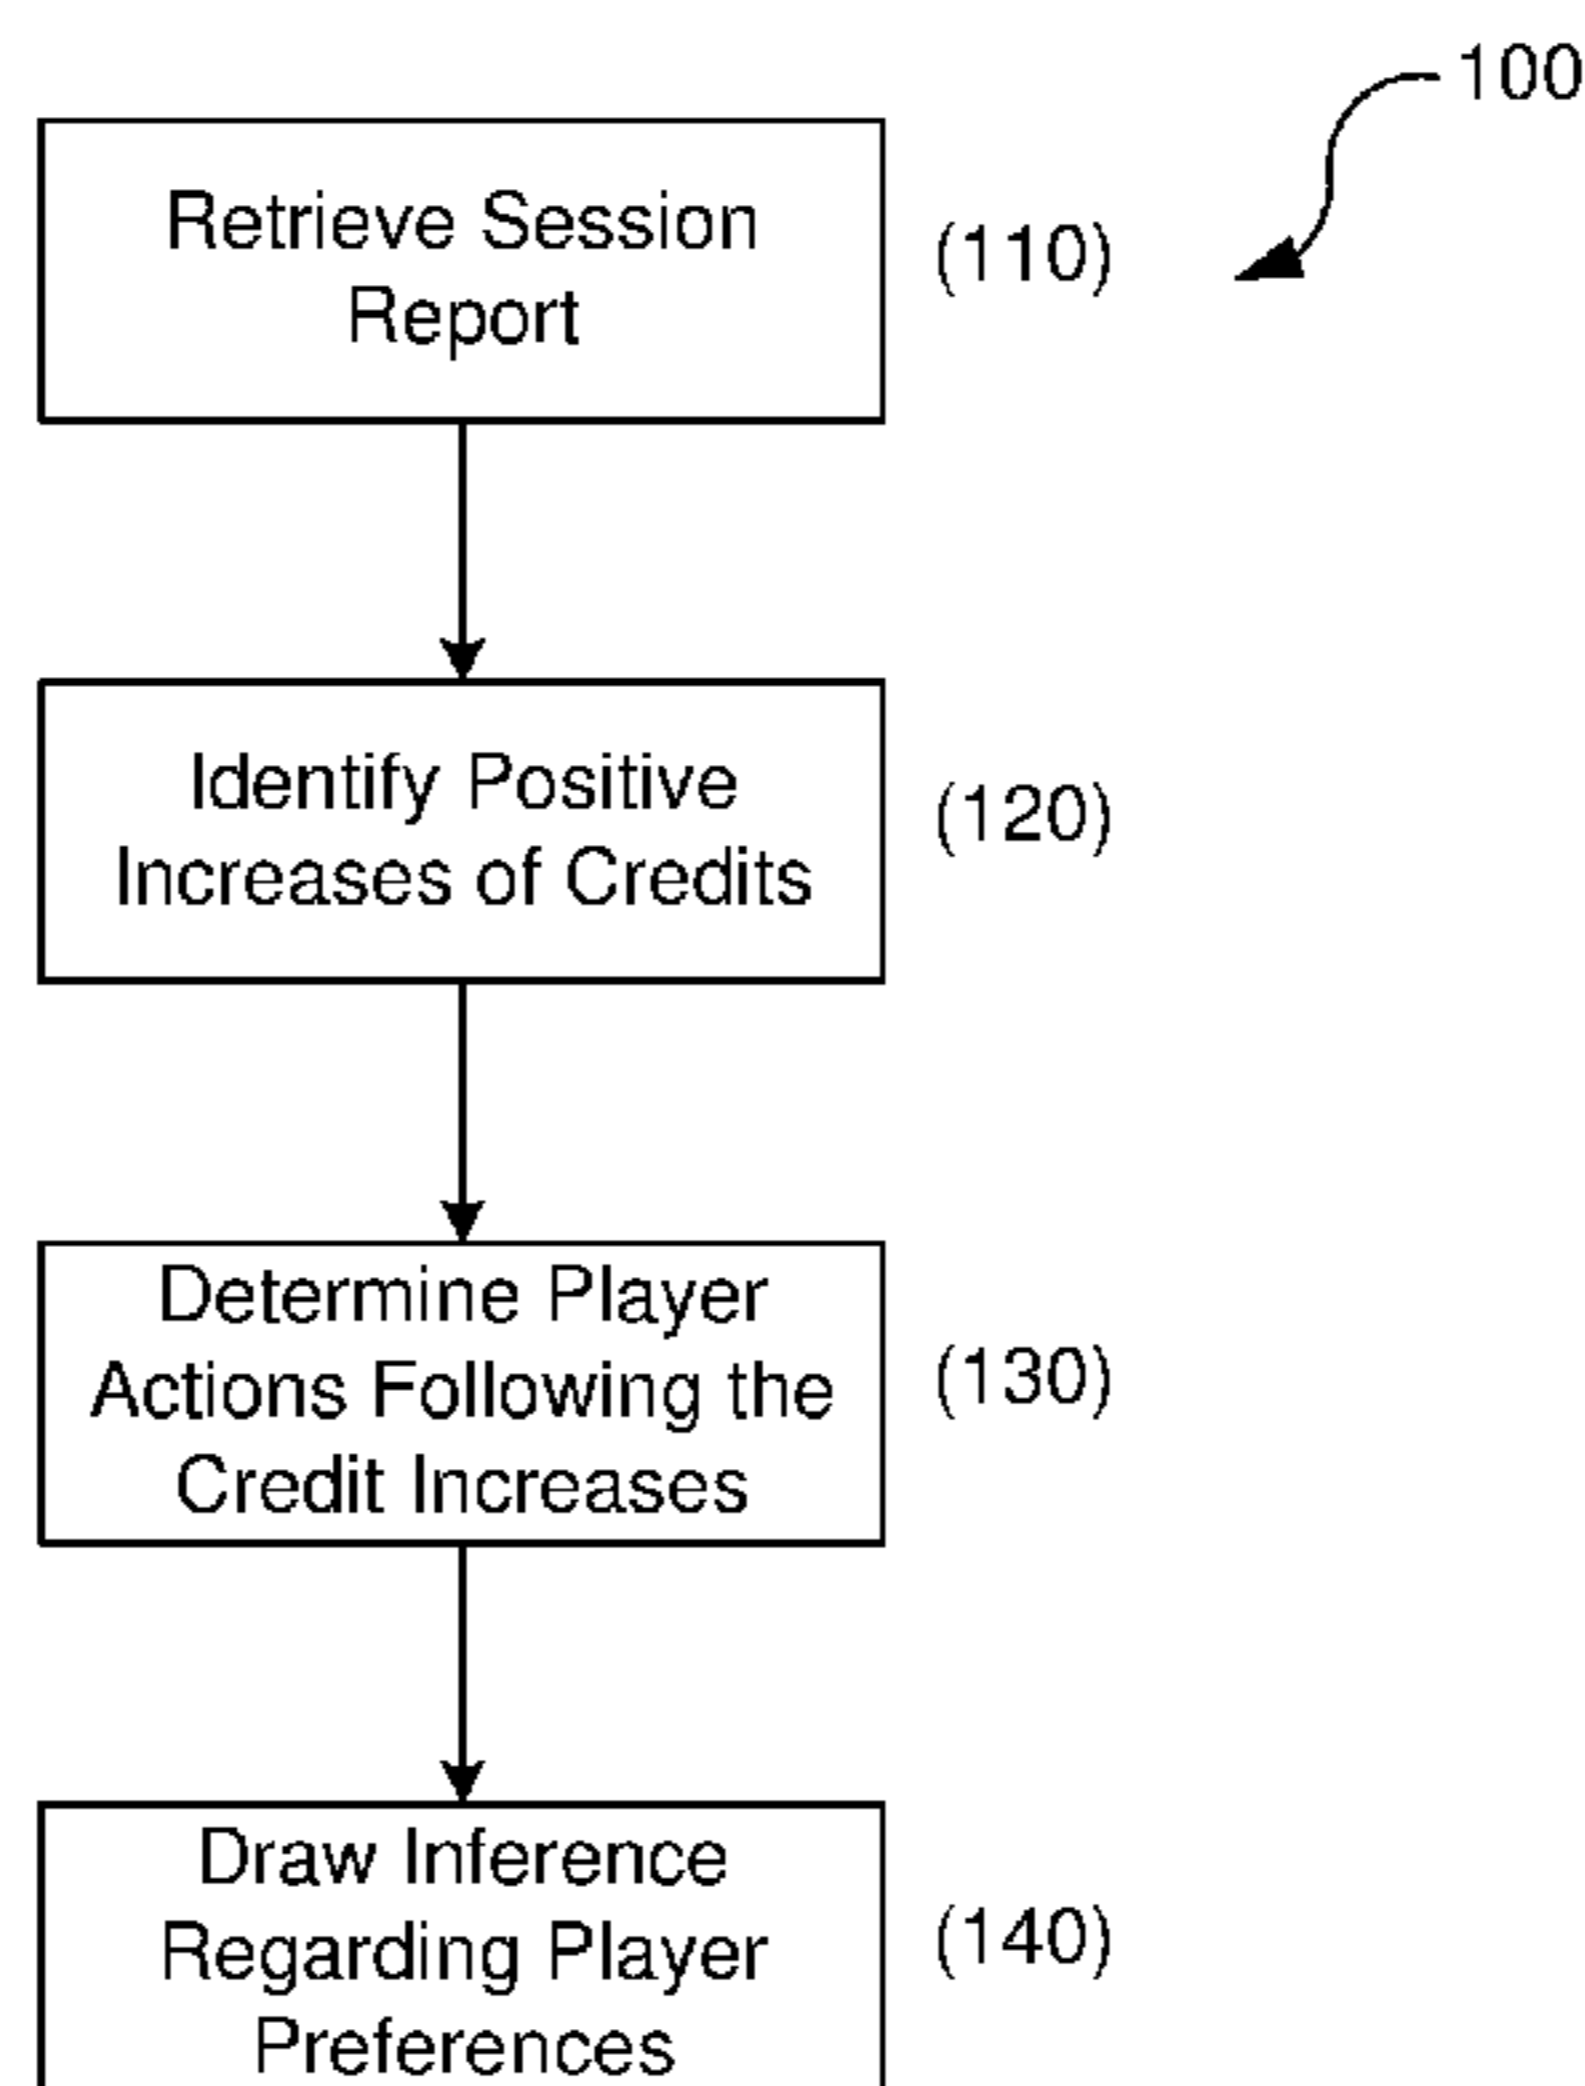 100
Retrieve Session
Report
(110)
Identify Positive
Increases of Credits
(120)
Determine Player
Actions Following the
Credit Increases
(130)
Draw Inference
Regarding Player
Preferences
(140)